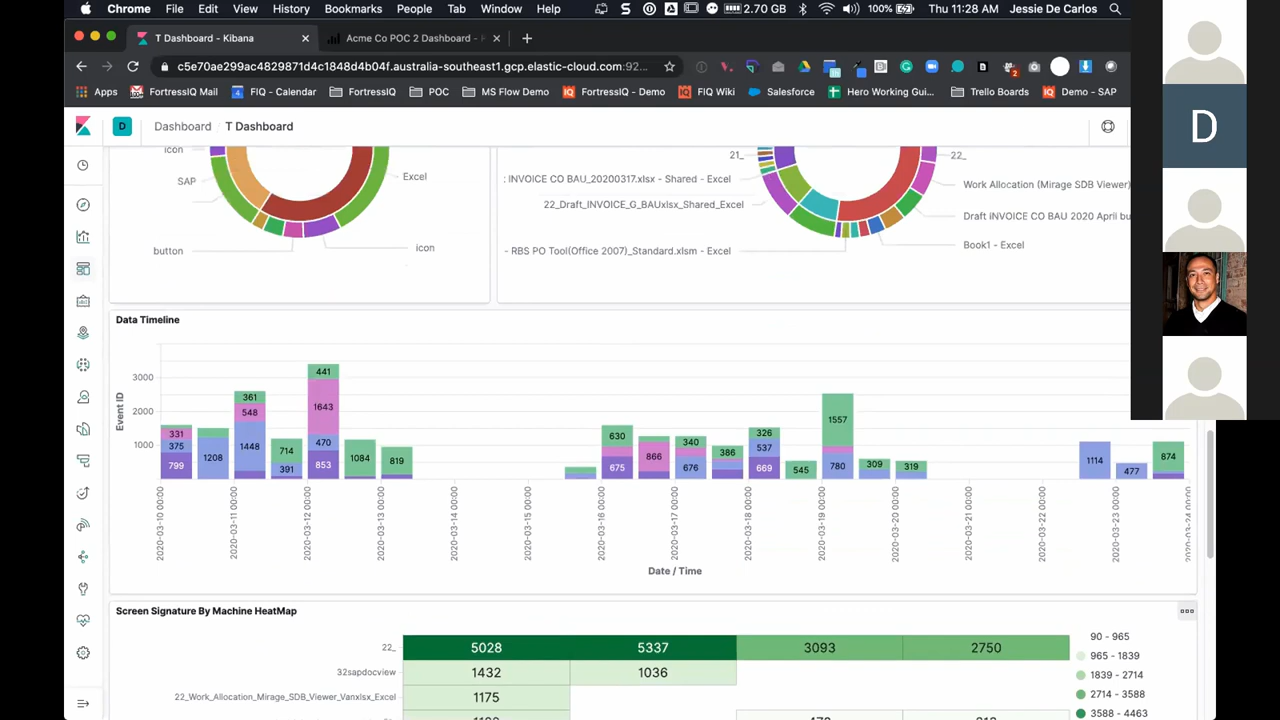 Chrome File Edit View History Bookmarks People Tab Window Help 2.70 GB 100% Thu 11:28 AM Jessie De Carlos
T Dashboard - Kibana Acme Co POC 2 Dashboard -
c5e70ae299ac4829871d4c1848d4b04f.australia-southeast1.gcp.elastic-cloud.com:92...
Apps FortressIQ Mail FIQ - Calendar FortressIQ POC MS Flow Demo FortressIQ - Demo FIQ Wiki Salesforce Hero Working Gui... Trello Boards Demo - SAP
D Dashboard / T Dashboard
D
icon
SAP
Excel
button
icon
21_
22_
: INVOICE CO BAU_20200317.xlsx - Shared - Excel
Work Allocation (Mirage SDB Viewer)
22_Draft_INVOICE_G_BAUxlsx_Shared_Excel
Draft iNVOICE CO BAU 2020 April bu
- RBS PO Tool(Office 2007)_Standard.xlsm - Excel
Book1 - Excel
Data Timeline
Event ID
3000
2000
1000
331
375
799
1208
361
548
1448
714
391
441
1643
470
853
1084
819
630
675
866
340
676
386
326
537
669
545
1557
780
309
319
1114
477
874
2020-03-10 00:00
2020-03-11 00:00
2020-03-12 00:00
2020-03-13 00:00
2020-03-14 00:00
2020-03-15 00:00
2020-03-16 00:00
2020-03-17 00:00
2020-03-18 00:00
2020-03-19 00:00
2020-03-20 00:00
2020-03-21 00:00
2020-03-22 00:00
2020-03-23 00:00
2020-03-24 00:00
Date / Time
Screen Signature By Machine HeatMap
22_ 5028 5337 3093 2750
32sapdocview 1432 1036
22_Work_Allocation_Mirage_SDB_Viewer_Vanxlsx_Excel 1175
90 - 965
965 - 1839
1839 - 2714
2714 - 3588
3588 - 4463